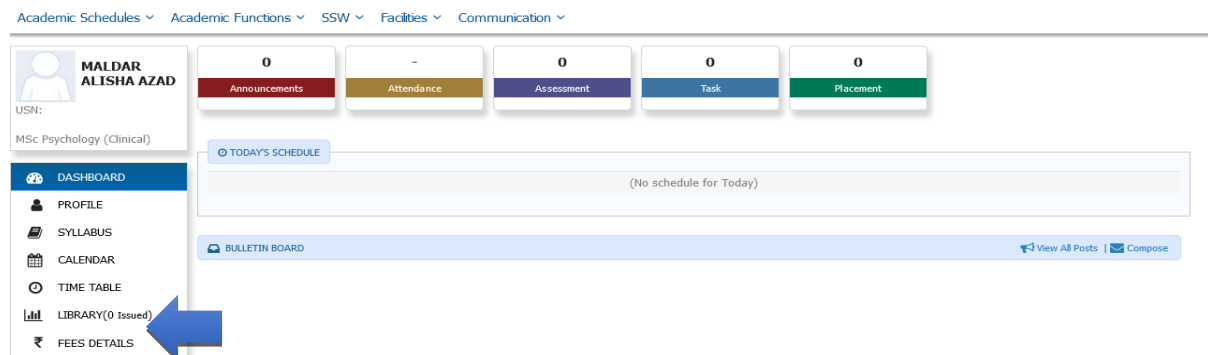 Academic Schedules Academic Functions SSW Facilities Communication
MALDAR
ALISHA AZAD
USN:
MSc Psychology (Clinical)
0
Announcements
-
Attendance
0
Assessment
0
Task
0
Placement
DASHBOARD
PROFILE
SYLLABUS
CALENDAR
TIME TABLE
LIBRARY(0 Issued)
₹ FEES DETAILS
TODAY'S SCHEDULE
(No schedule for Today)
BULLETIN BOARD
View All Posts | Compose